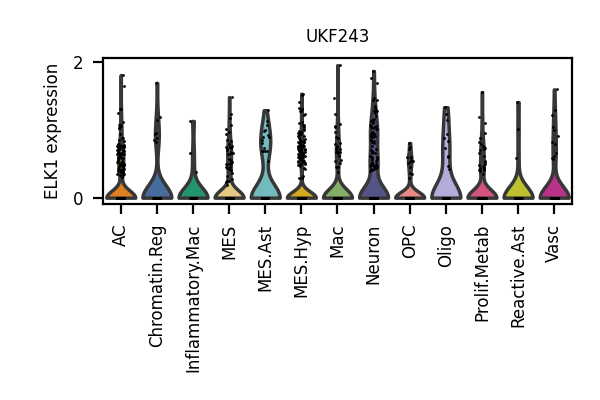 UKF243
ELK1 expression
2
0
AC
Chromatin.Reg
Inflammatory.Mac
MES
MES.Ast
MES.Hyp
Mac
Neuron
OPC
Oligo
Prolif.Metab
Reactive.Ast
Vasc